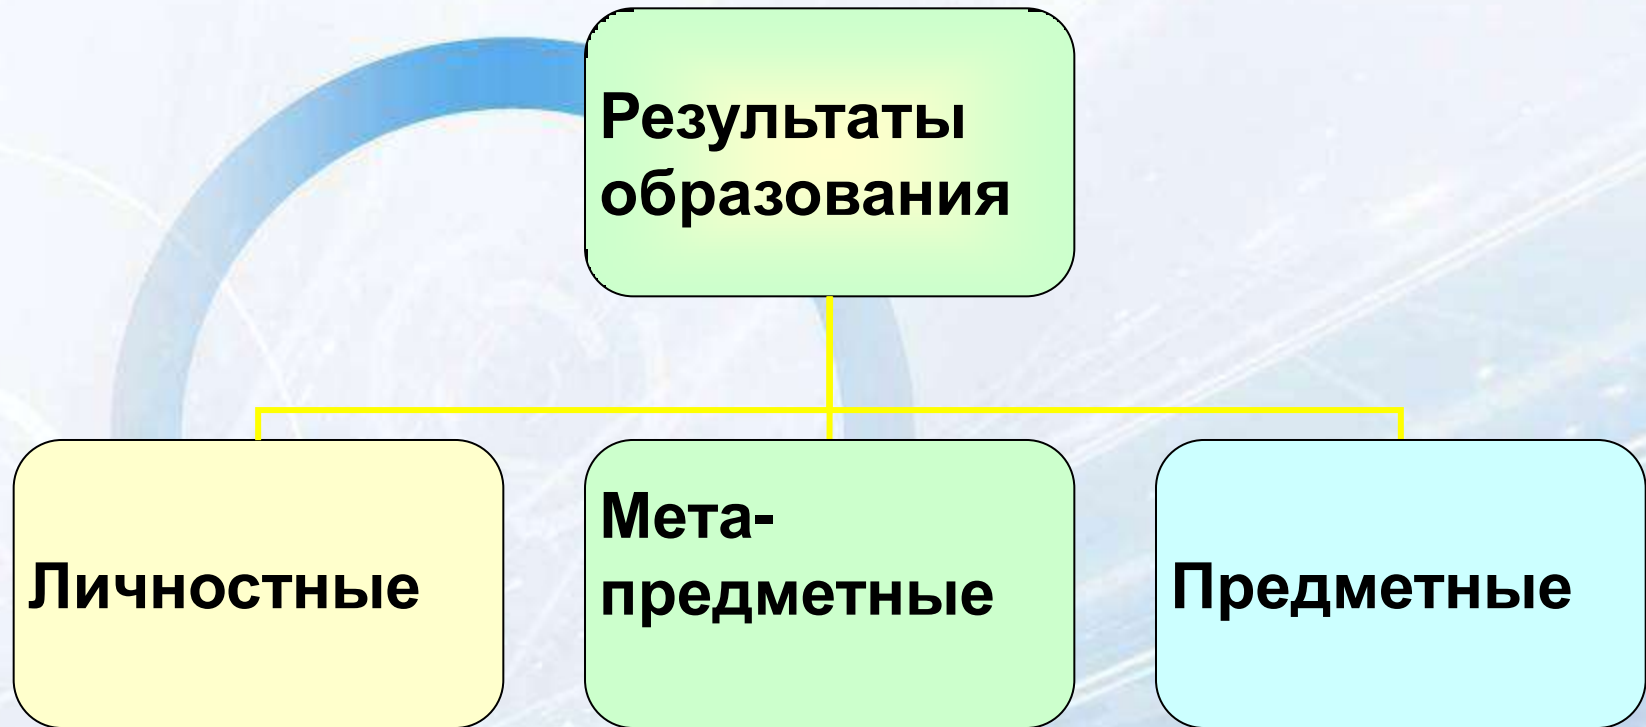 Результаты
образования
Личностные
Мета-
предметные
Предметные